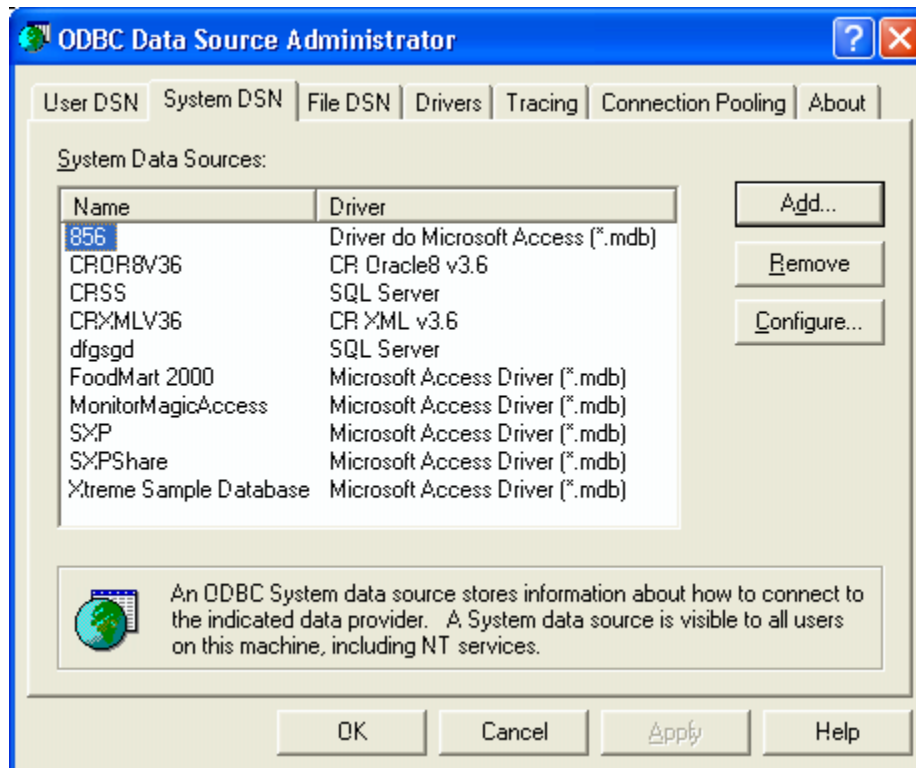 ODBC Data Source Administrator
User DSN System DSN File DSN Drivers Tracing Connection Pooling About
System Data Sources:
Name Driver
856 Driver do Microsoft Access (*.mdb)
CROR8V36 CR Oracle8 v3.6
CRSS SQL Server
CRXMLV36 CR XML v3.6
dfgsgd SQL Server
FoodMart 2000 Microsoft Access Driver (*.mdb)
MonitorMagicAccess Microsoft Access Driver (*.mdb)
SXP Microsoft Access Driver (*.mdb)
SXPShare Microsoft Access Driver (*.mdb)
Xtreme Sample Database Microsoft Access Driver (*.mdb)
Add...
Remove
Configure...
An ODBC System data source stores information about how to connect to
the indicated data provider. A System data source is visible to all users
on this machine, including NT services.
OK Cancel Apply Help